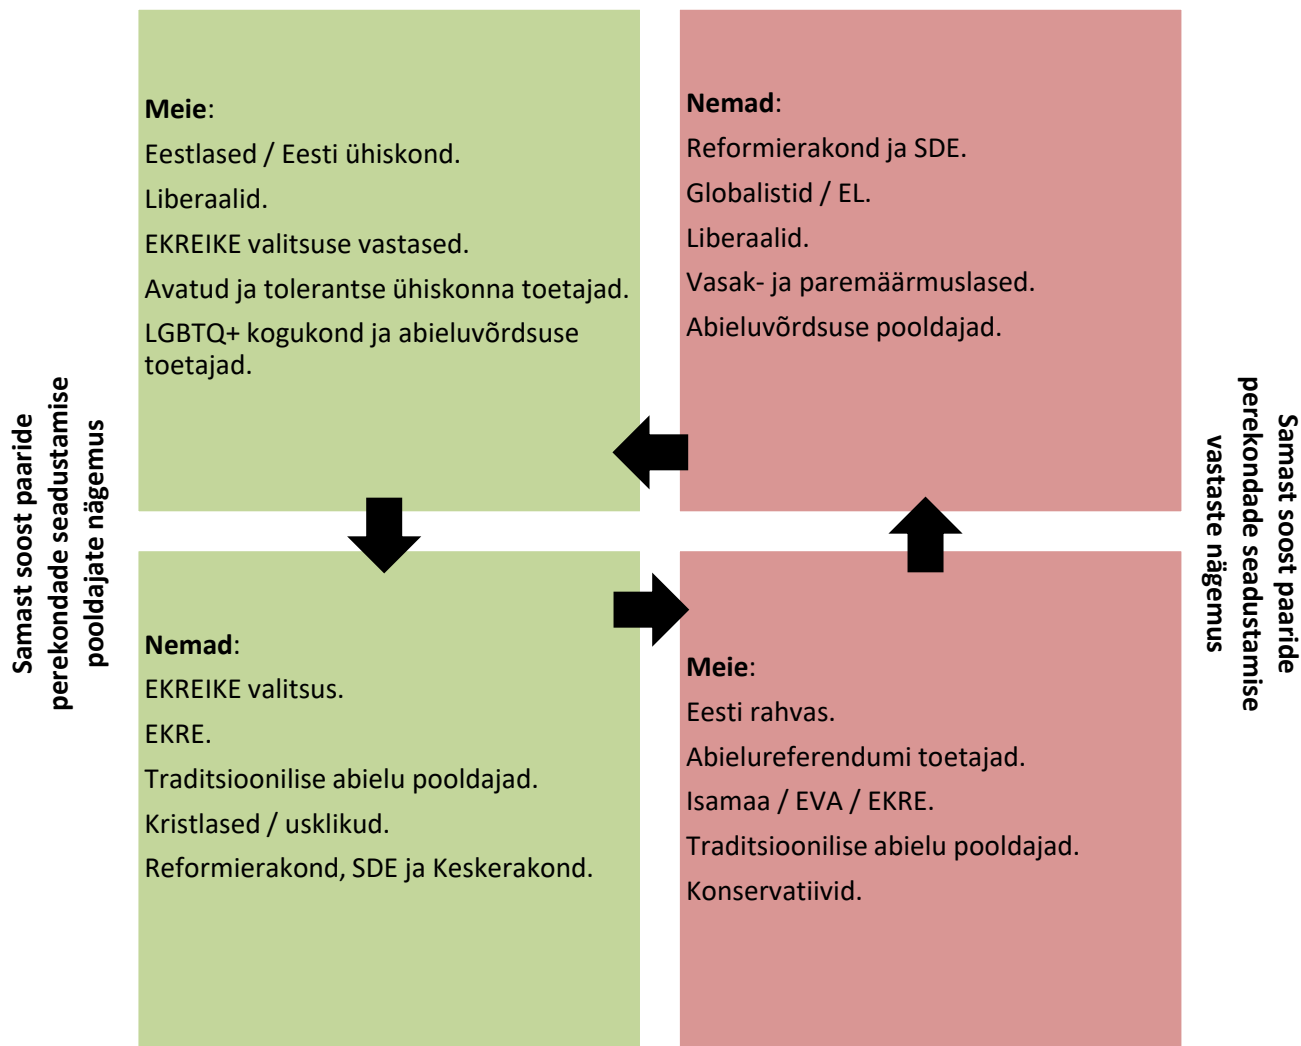 Meie:
Eestlased / Eesti ühiskond.
Liberaalid.
EKREIKE valitsuse vastased.
Avatud ja tolerantse ühiskonna toetajad.
LGBTQ+ kogukond ja abieluvõrdsuse
toetajad.
Nemad:
Reformierakond ja SDE.
Globalistid / EL.
Liberaalid.
Vasak- ja paremäärmuslased.
Abieluvõrdsuse pooldajad.
Samast soost paaride
perekondade seadustamise
pooldajate nägemus
Samast soost paaride
perekondade seadustamise
vastaste nägemus
Nemad:
EKREIKE valitsus.
EKRE.
Traditsioonilise abielu pooldajad.
Kristlased / usklikud.
Reformierakond, SDE ja Keskerakond.
Meie:
Eesti rahvas.
Abielureferendumi toetajad.
Isamaa / EVA / EKRE.
Traditsioonilise abielu pooldajad.
Konservatiivid.